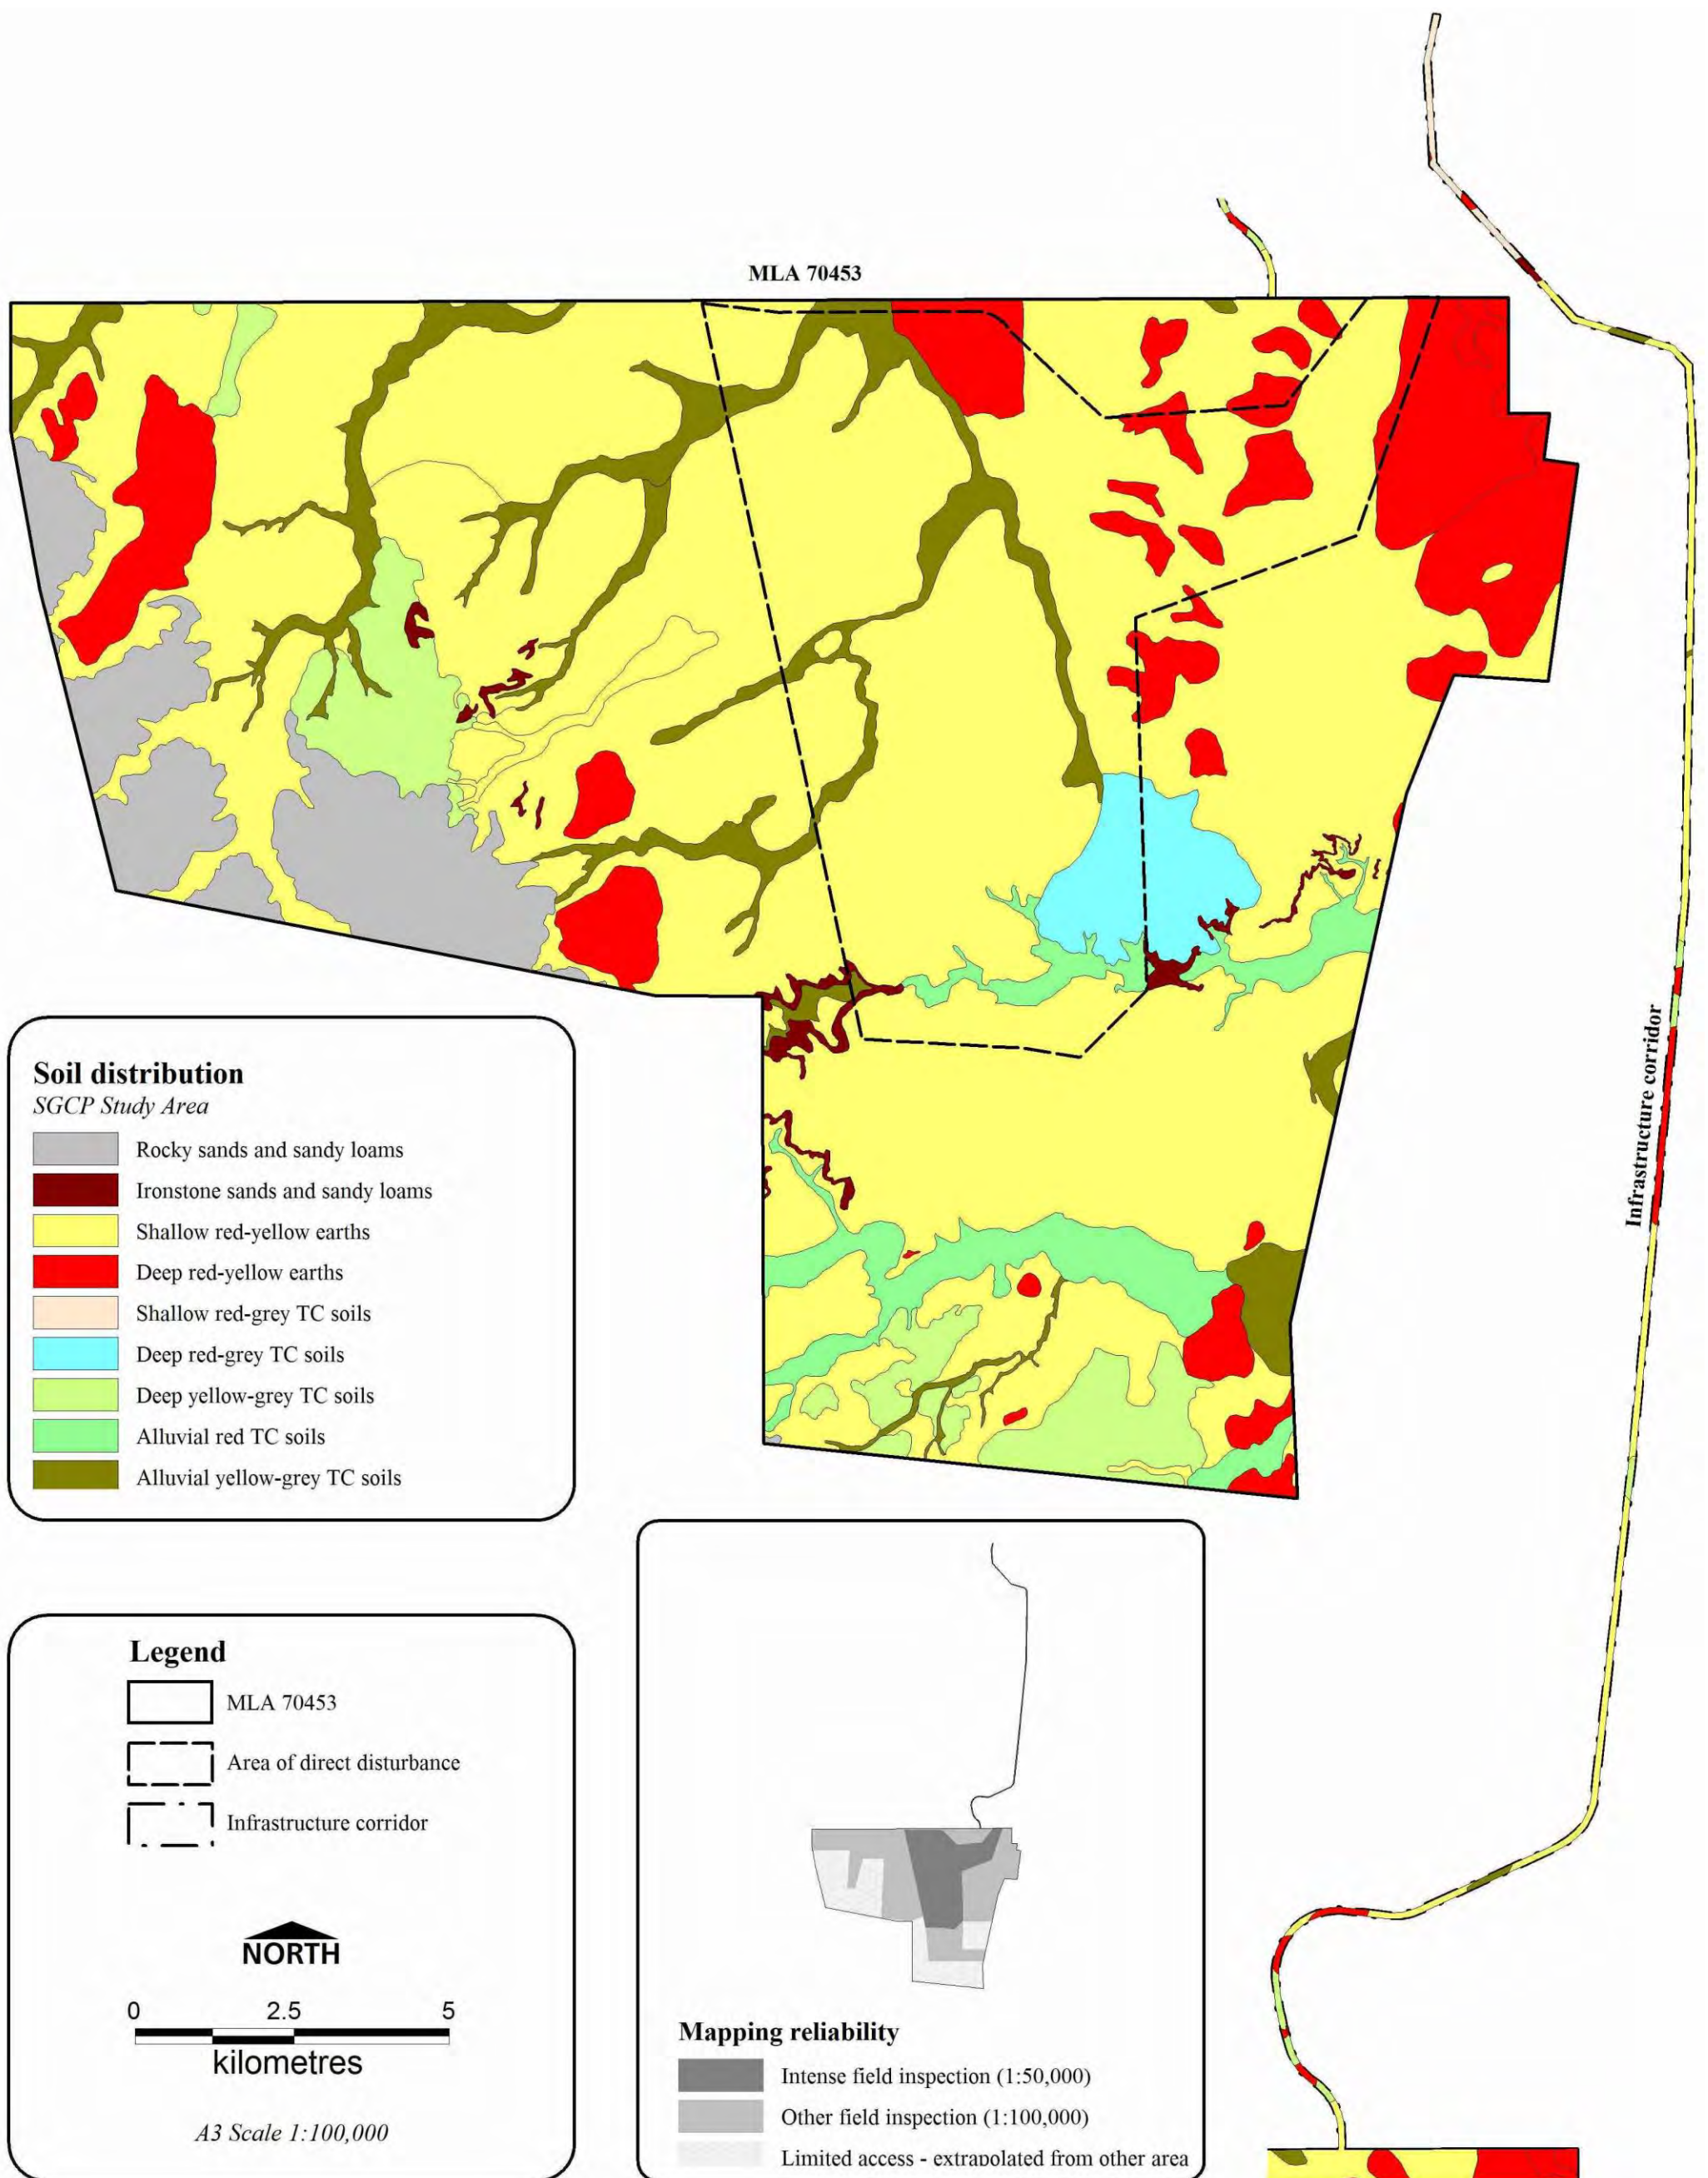 MLA 70453
Infrastructure corridor
Soil distribution
SGCP Study Area
Rocky sands and sandy loams
Ironstone sands and sandy loams
Shallow red-yellow earths
Deep red-yellow earths
Shallow red-grey TC soils
Deep red-grey TC soils
Deep yellow-grey TC soils
Alluvial red TC soils
Alluvial yellow-grey TC soils
Legend
MLA 70453
Area of direct disturbance
Infrastructure corridor
NORTH
0 2.5 5
kilometres
A3 Scale 1:100,000
Mapping reliability
Intense field inspection (1:50,000)
Other field inspection (1:100,000)
Limited access - extrapolated from other area